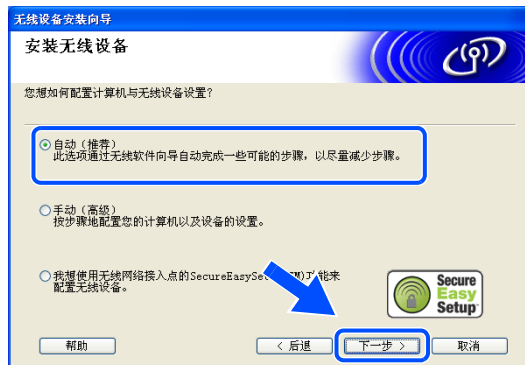 无线设备安装向导
安装无线设备
您想如何配置计算机与无线设备设置?
自动 (推荐)
此选项通过无线软件向导自动完成一些可能的步骤，以尽量减少步骤。
手动 (高级)
按步骤地配置您的计算机以及设备的设置。
我想使用无线网络接入点的SecureEasySe M)功能来
配置无线设备。
Secure
Easy
Setup
帮助
< 后退
下一步 >
取消